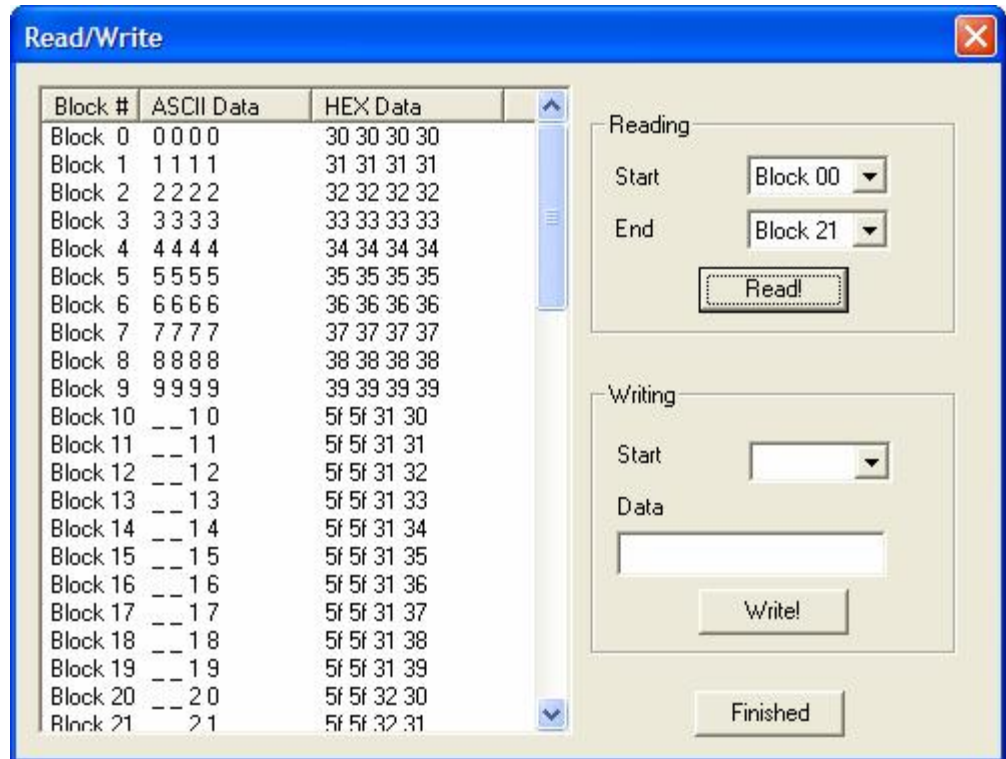 Read/Write
Block # ASCII Data HEX Data
Block 0 0 0 0 0 30 30 30 30
Block 1 1 1 1 1 31 31 31 31
Block 2 2 2 2 2 32 32 32 32
Block 3 3 3 3 3 33 33 33 33
Block 4 4 4 4 4 34 34 34 34
Block 5 5 5 5 5 35 35 35 35
Block 6 6 6 6 6 36 36 36 36
Block 7 7 7 7 7 37 37 37 37
Block 8 8 8 8 8 38 38 38 38
Block 9 9 9 9 9 39 39 39 39
Block 10 _ _ 1 0 5f 5f 31 30
Block 11 _ _ 1 1 5f 5f 31 31
Block 12 _ _ 1 2 5f 5f 31 32
Block 13 _ _ 1 3 5f 5f 31 33
Block 14 _ _ 1 4 5f 5f 31 34
Block 15 _ _ 1 5 5f 5f 31 35
Block 16 _ _ 1 6 5f 5f 31 36
Block 17 _ _ 1 7 5f 5f 31 37
Block 18 _ _ 1 8 5f 5f 31 38
Block 19 _ _ 1 9 5f 5f 31 39
Block 20 _ _ 2 0 5f 5f 32 30
Block 21 2 1 5f 5f 32 31
Reading
Start Block 00
End Block 21
Read!
Writing
Start
Data
Write!
Finished